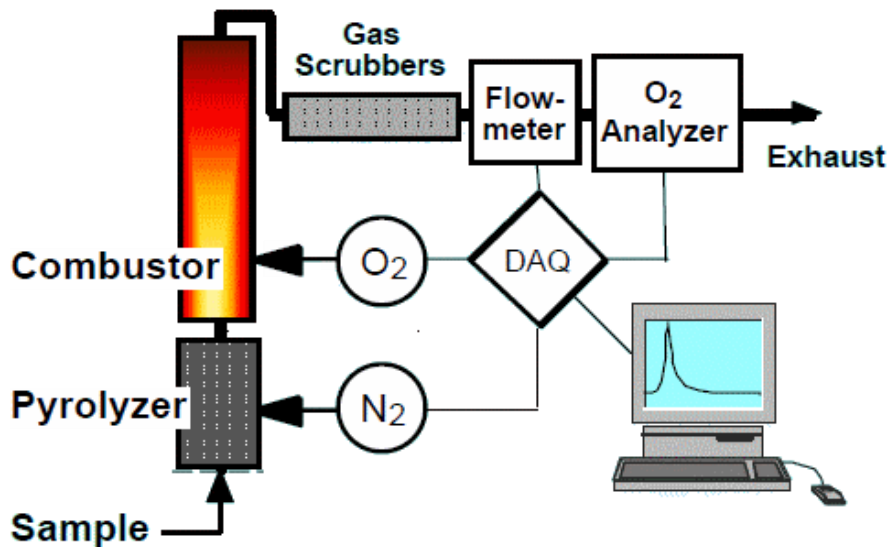 Gas
Scrubbers
Flow-
meter
O₂
Analyzer
Exhaust
Combustor
O₂
DAQ
Pyrolyzer
N₂
Sample